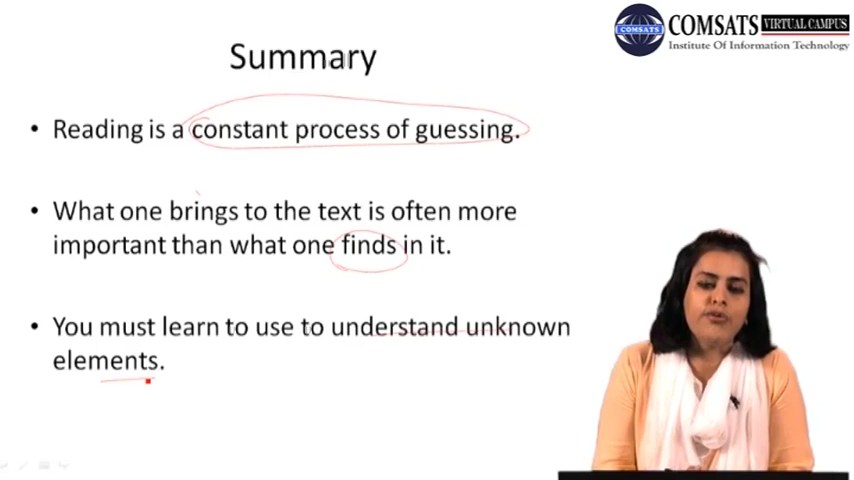 COMSATS VIRTUAL CAMPUS
Institute Of Information Technology
COMSATS
Summary
• Reading is a constant process of guessing.
• What one brings to the text is often more
important than what one finds in it.
• You must learn to use to understand unknown
elements.